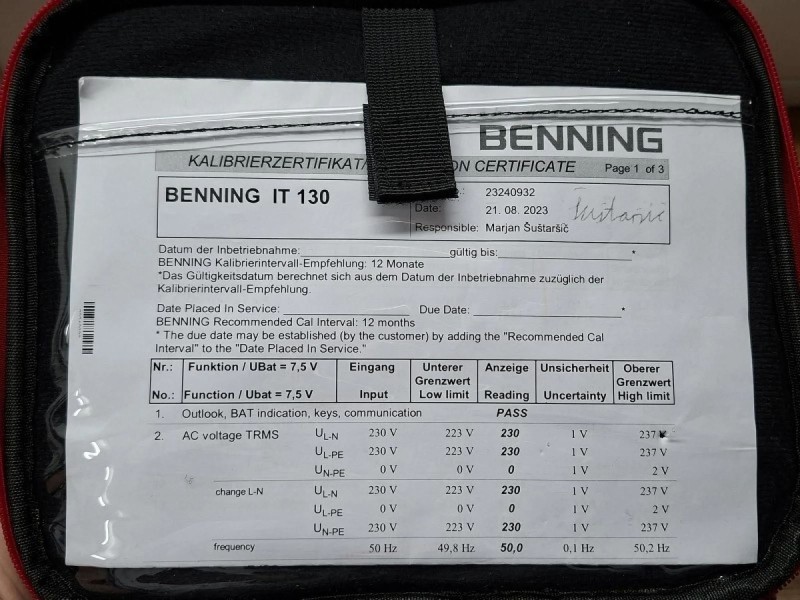 BENNING
KALIBRIERZERTIFIKAT/ CERTIFICATE Page 1 of 3
BENNING IT 130
23240932
Date: 21. 08. 2023 Šuštaršič
Responsible: Marjan Šuštaršič
Datum der Inbetriebnahme: gültig bis: *
BENNING Kalibrierintervall-Empfehlung: 12 Monate
*Das Gültigkeitsdatum berechnet sich aus dem Datum der Inbetriebnahme zuzüglich der
Kalibrierintervall-Empfehlung.
Date Placed In Service: Due Date: *
BENNING Recommended Cal Interval: 12 months
* The due date may be established (by the customer) by adding the "Recommended Cal
Interval" to the "Date Placed In Service."
Nr.: Funktion / UBat = 7,5 V Eingang Unterer Grenzwert Anzeige Unsicherheit Oberer Grenzwert
No.: Function / UBat = 7,5 V Input Low limit Reading Uncertainty High limit
1. Outlook, BAT indication, keys, communication PASS
2. AC voltage TRMS UL-N 230 V 223 V 230 1 V 237 V
UL-PE 230 V 223 V 230 1 V 237 V
UN-PE 0 V 0 V 0 1 V 2 V
change L-N UL-N 230 V 223 V 230 1 V 237 V
UL-PE 0 V 0 V 0 1 V 2 V
UN-PE 230 V 223 V 230 1 V 237 V
frequency 50 Hz 49,8 Hz 50,0 0,1 Hz 50,2 Hz